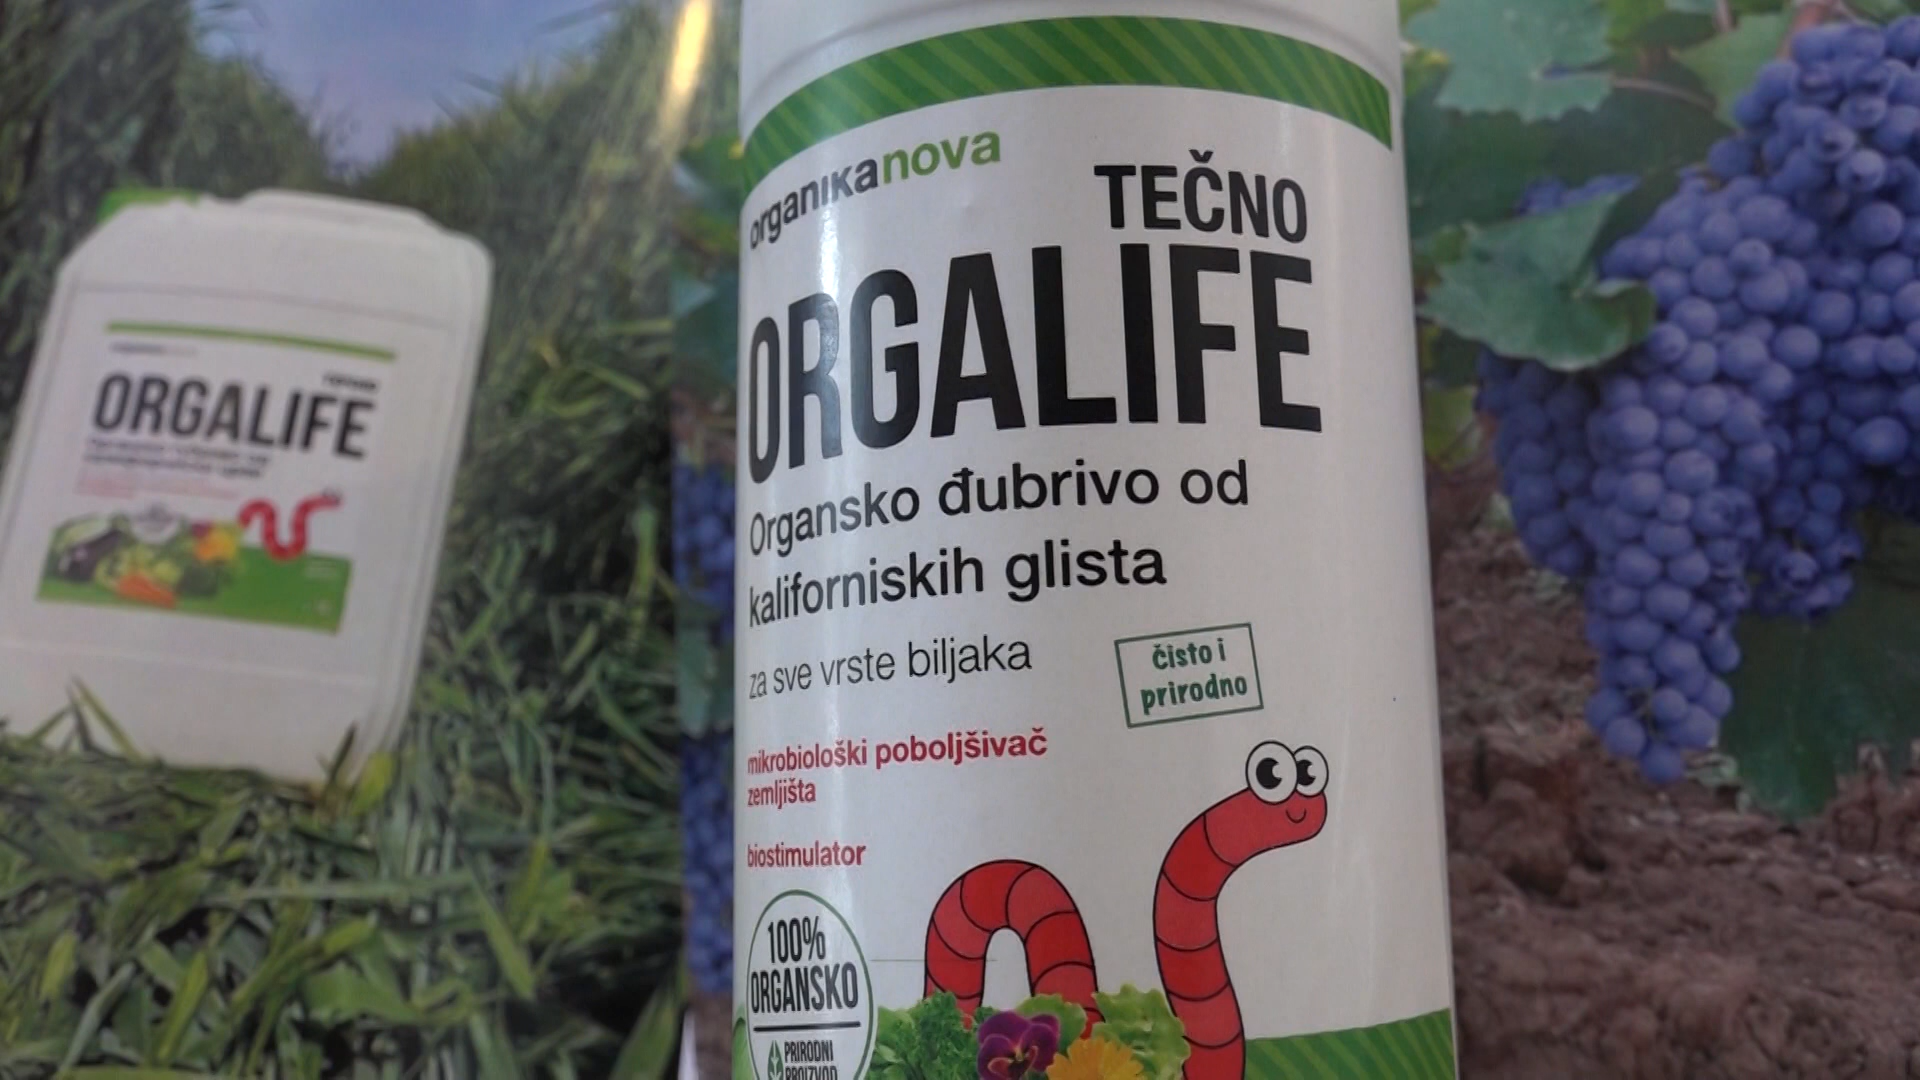 ORGALIFE
organikanova
TEČNO
ORGALIFE
Organsko đubrivo od
kaliforniskih glista
za sve vrste biljaka
čisto i
prirodno
mikrobiološki poboljšivač
zemljišta
biostimulator
100%
ORGANSKO
PRIRODNI
PROIZVOD